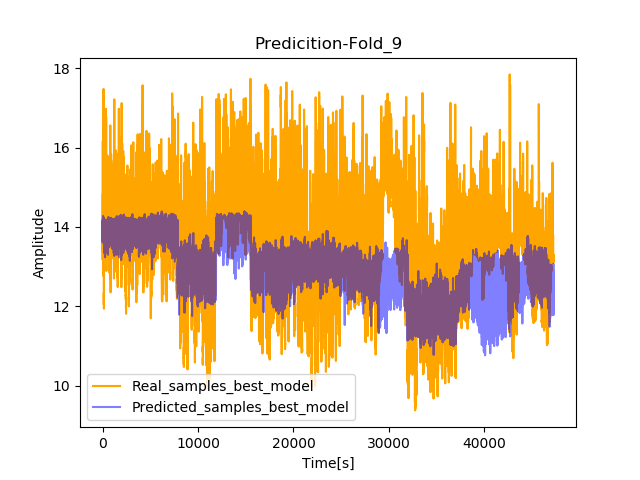 Predicition-Fold_9
Amplitude
18
16
14
12
10
0
10000
20000
30000
40000
Time[s]
Real_samples_best_model
Predicted_samples_best_model